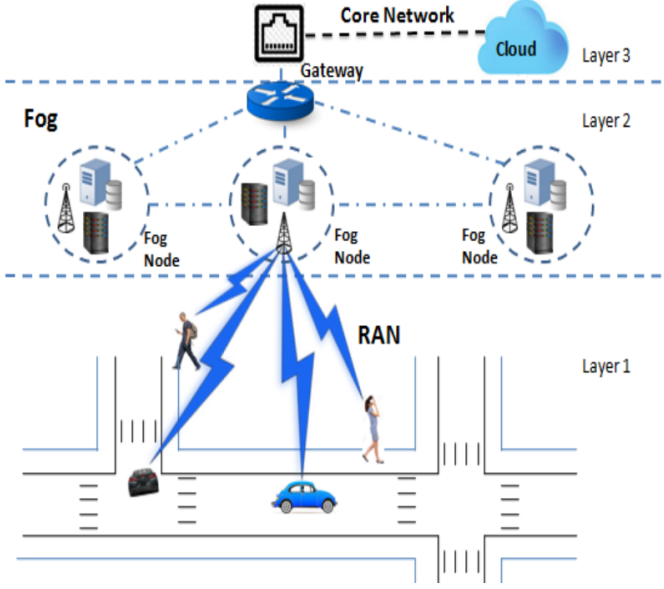 Core Network
Cloud
Layer 3
Gateway
Fog
Layer 2
Fog
Node
Fog
Node
Fog
Node
RAN
Layer 1